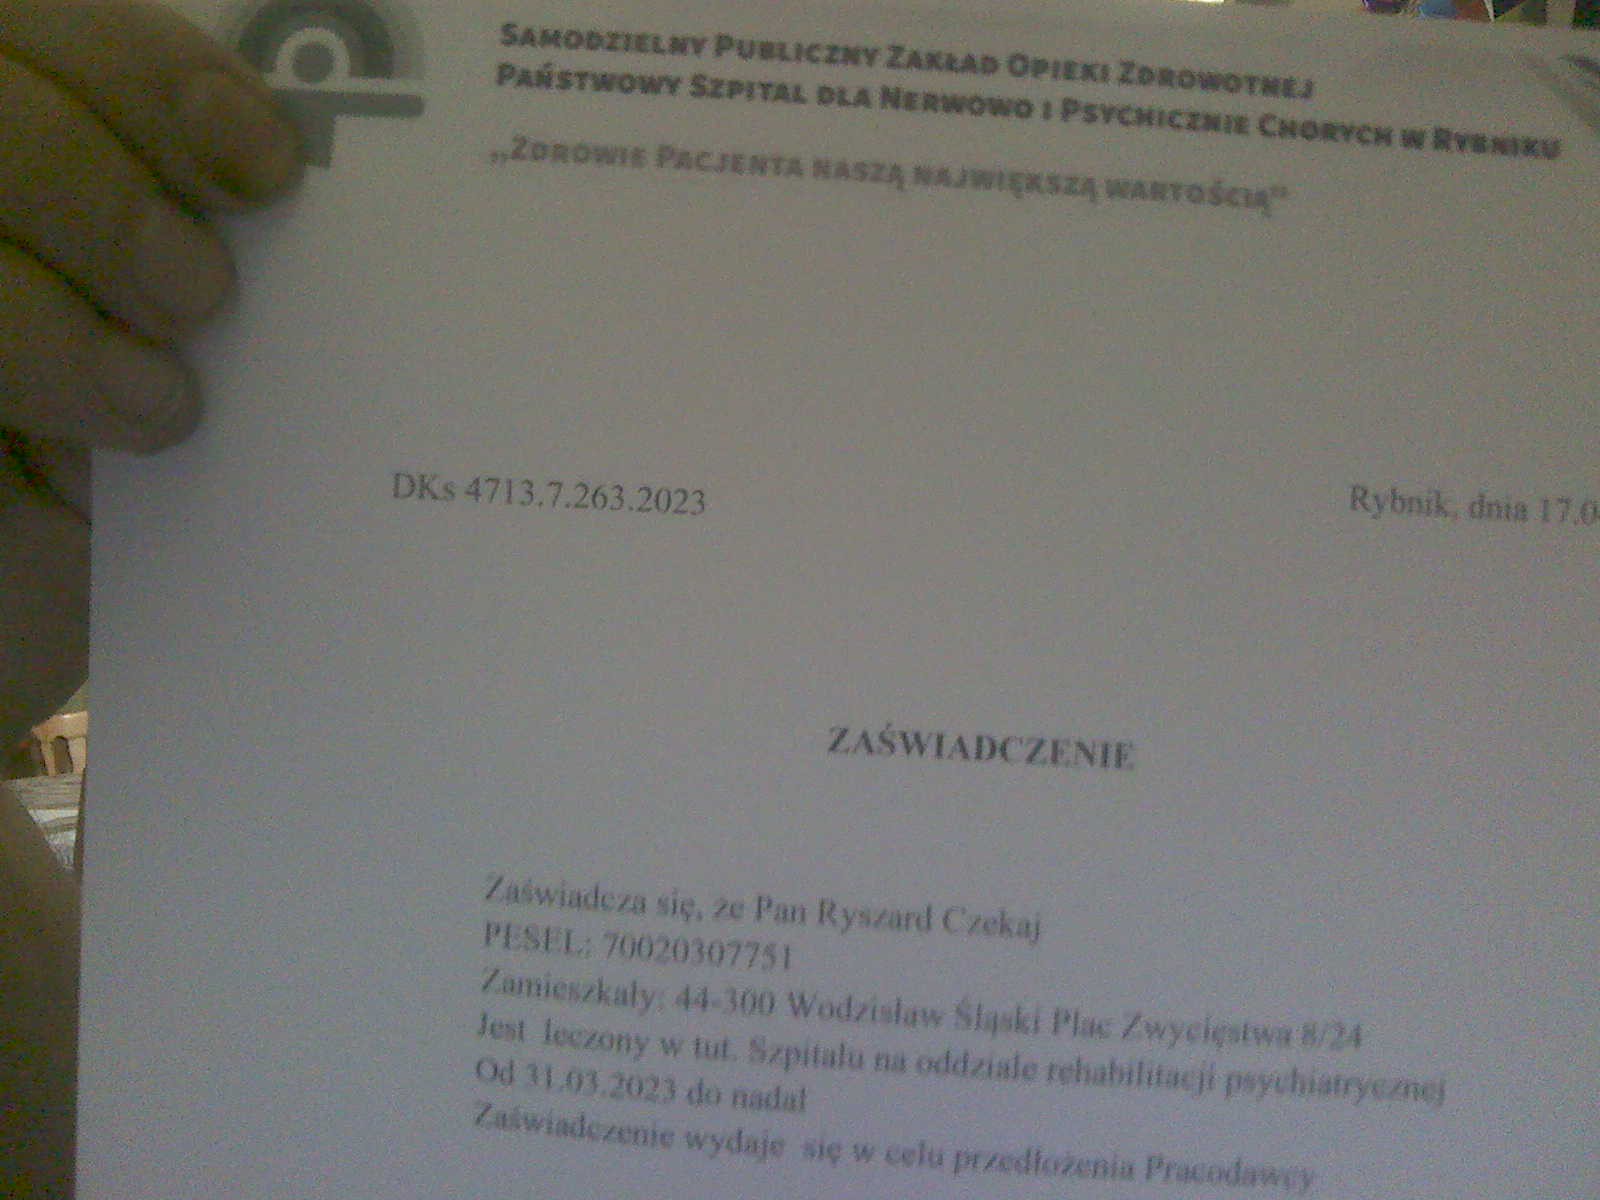 SAMODZIELNY PUBLICZNY ZAKŁAD OPIEKI ZDROWOTNEJ
PAŃSTWOWY SZPITAL DLA NERWOWO I PSYCHICZNIE CHORYCH W RYBNIKU
,,ZDROWIE PACJENTA NASZĄ NAJWIĘKSZĄ WARTOŚCIĄ"
DKs 4713.7.263.2023
Rybnik, dnia 17.0
ZAŚWIADCZENIE
Zaświadcza się, że Pan Ryszard Czekaj
PESEL: 70020307751
Zamieszkały: 44-300 Wodzisław Śląski Plac Zwycięstwa 8/24
Jest leczony w tut. Szpitalu na oddziale rehabilitacji psychiatrycznej
Od 31.03.2023 do nadal
Zaświadczenie wydaje się w celu przedłożenia Pracodawcy